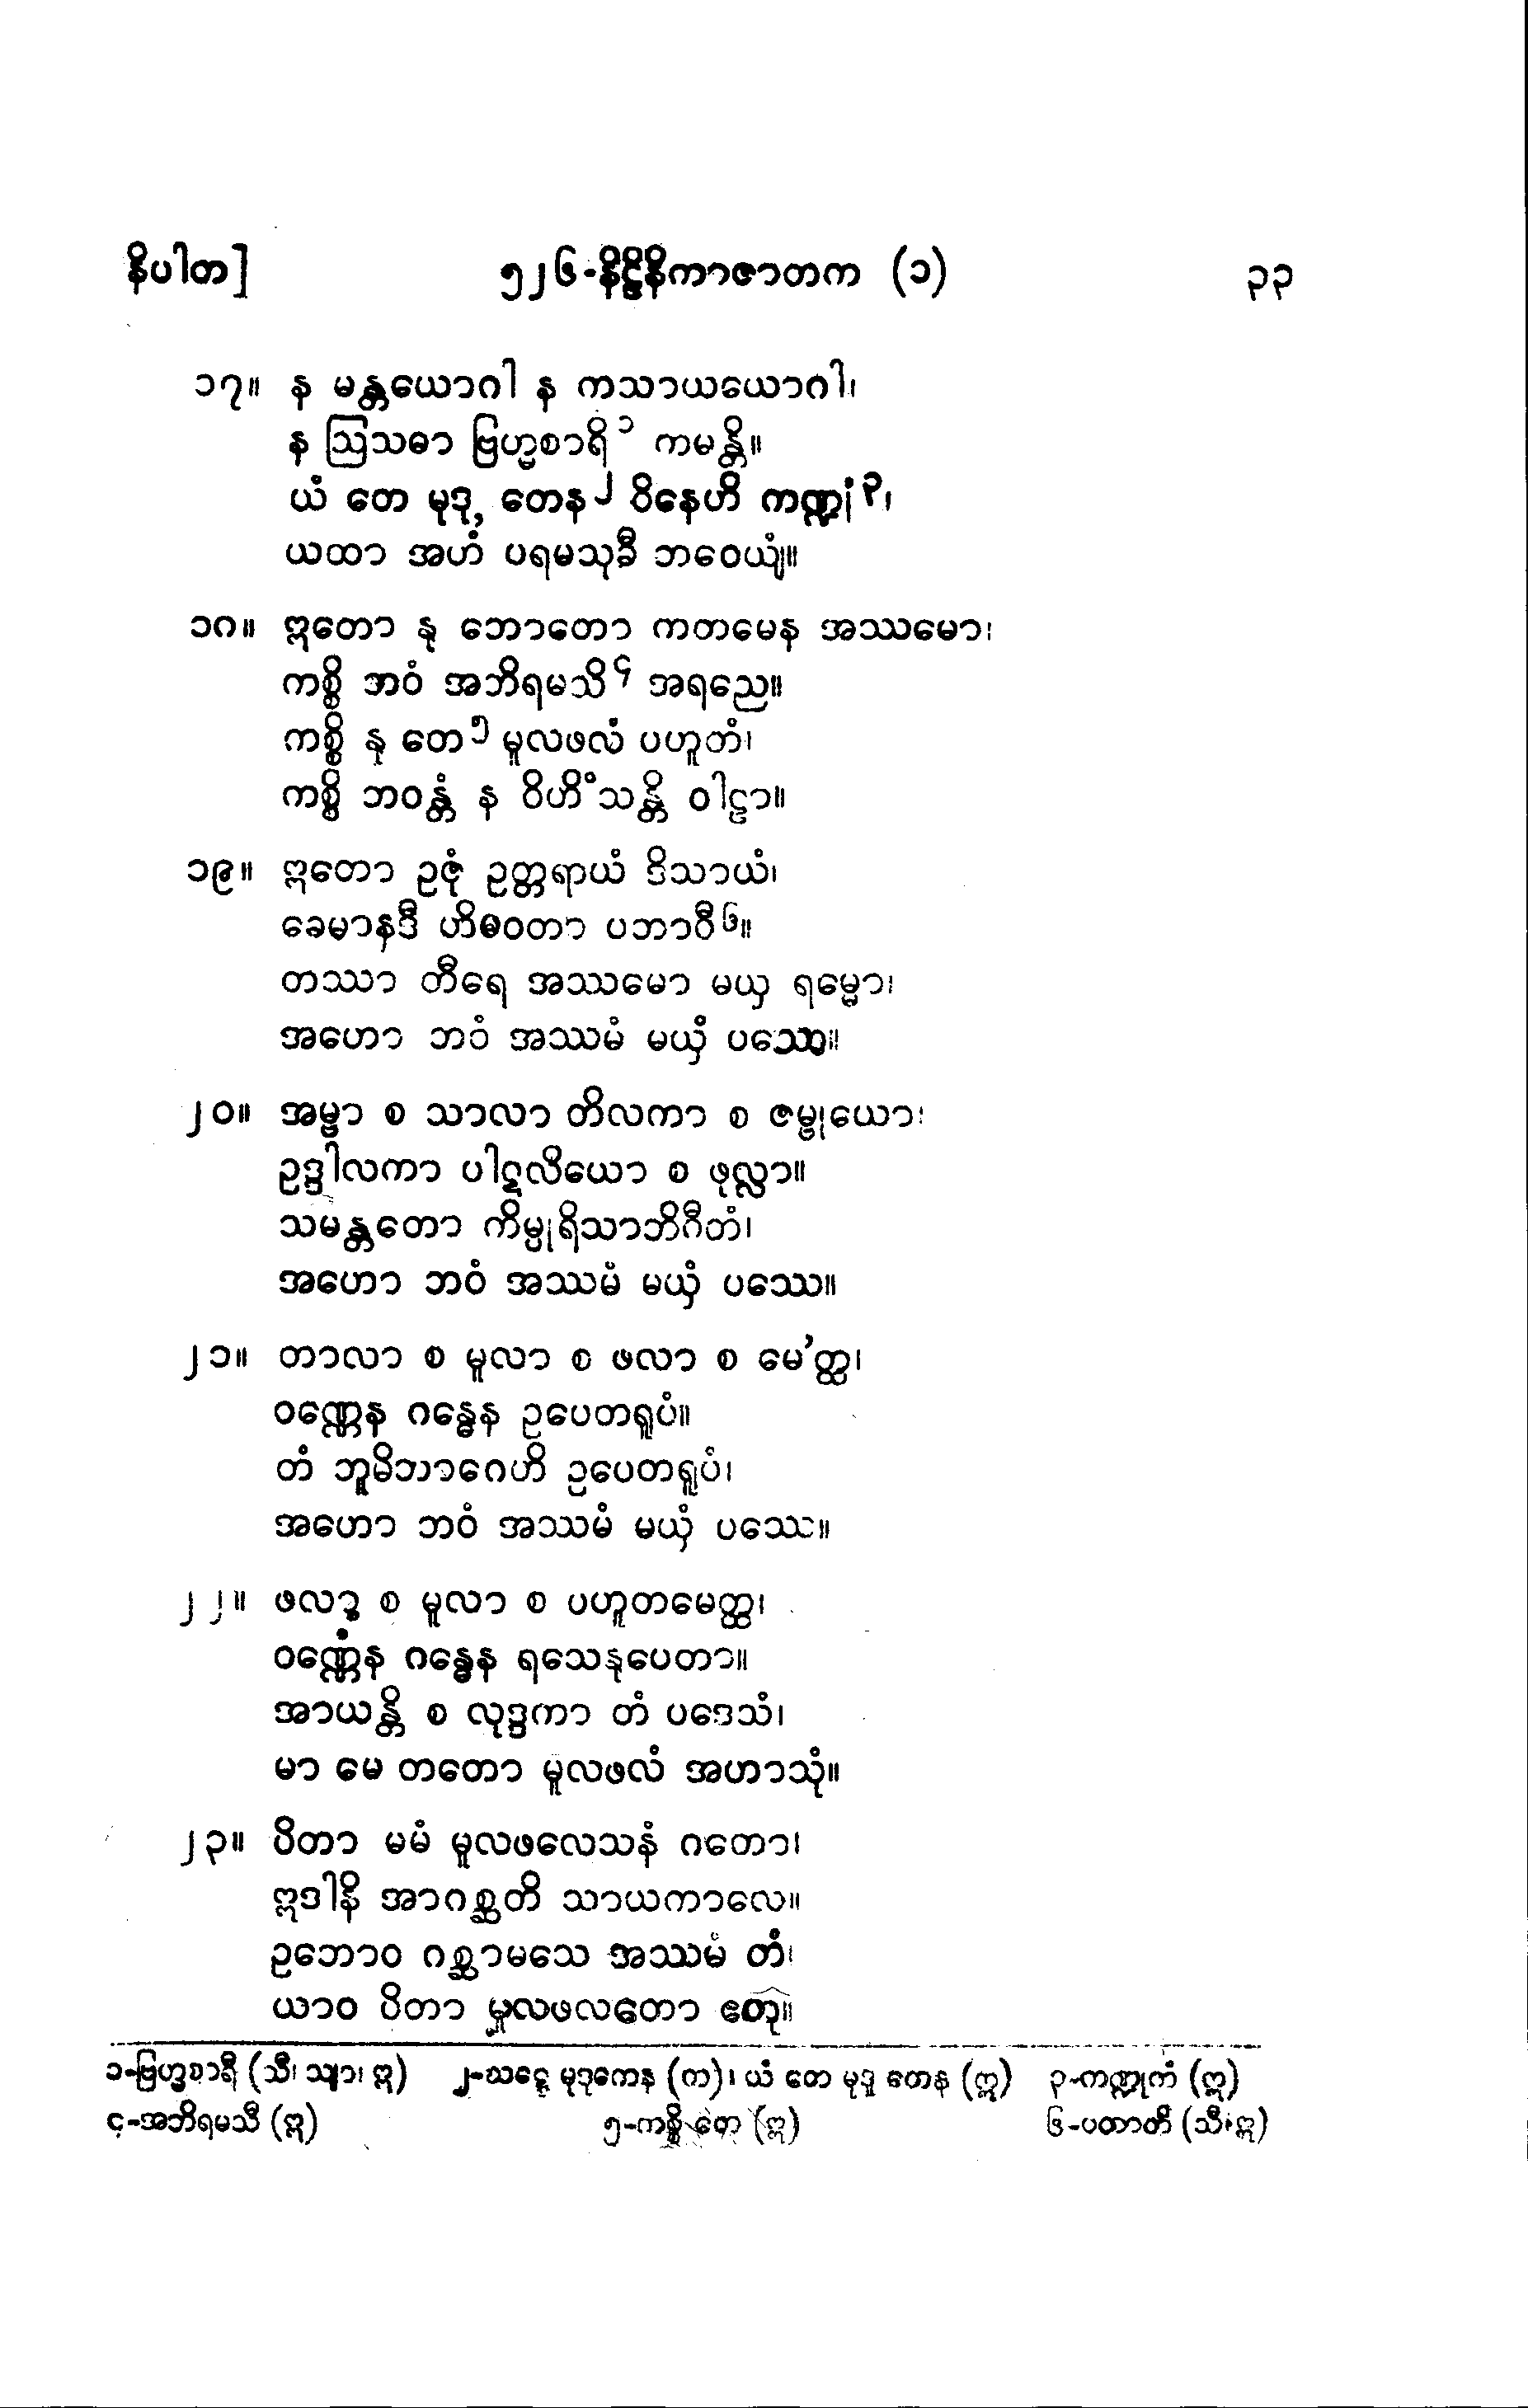 နိပါတ] ၅၂၆-နိဠိနိကာဇာတက (၁) ၃၃
၁၇။ န မန္တယောဂါ န ကသာယယောဂါ၊
န ဩသဓာ ဗြဟ္မစာရိ ၁ ကမန္တိ။
ယံ တေ မုဒု, တေန ၂ ဝိနေဟိ ကဏ္ဍုံ ၃၊
ယထာ အဟံ ပရမသုခီ ဘဝေယျံ။
၁၈။ ဣတော နု ဘောတော ကတမေန အဿမော၊
ကစ္စိ ဘဝံ အဘိရမသိ ၄ အရညေ။
ကစ္စိ နု တေ ၅ မူလဖလံ ပဟူတံ၊
ကစ္စိ ဘဝန္တံ န ဝိဟိံသန္တိ ဝါဠာ။
၁၉။ ဣတော ဥဇုံ ဥတ္တရာယံ ဒိသာယံ၊
ခေမာနဒီ ဟိမဝတာ ပဘာဝီ ၆။
တဿာ တီရေ အဿမော မယှ ရမ္မော၊
အဟော ဘဝံ အဿမံ မယှံ ပဿေ။
၂၀။ အမ္ဗာ စ သာလာ တိလကာ စ ဇမ္ဗုယော၊
ဥဒ္ဒါလကာ ပါဋလိယော စ ဖုလ္လာ။
သမန္တတော ကိမ္ပုရိသာဘိဂီတံ၊
အဟော ဘဝံ အဿမံ မယှံ ပဿေ။
၂၁။ တာလာ စ မူလာ စ ဖလာ စ မေ’တ္ထ၊
ဝဏ္ဏေန ဂန္ဓေန ဥပေတရူပံ။
တံ ဘူမိဘာဂေဟိ ဥပေတရူပံ၊
အဟော ဘဝံ အဿမံ မယှံ ပဿေ။
၂၂။ ဖလာ စ မူလာ စ ပဟူတမေတ္ထ၊
ဝဏ္ဏေန ဂန္ဓေန ရသေနုပေတာ။
အာယန္တိ စ လုဒ္ဒကာ တံ ပဒေသံ၊
မာ မေ တတော မူလဖလံ အဟာသုံ။
၂၃။ ပိတာ မမံ မူလဖလေသနံ ဂတော၊
ဣဒါနိ အာဂစ္ဆတိ သာယကာလေ။
ဥဘောဝ ဂစ္ဆာမသေ အဿမံ တံ၊
ယာဝ ပိတာ မူလဖလတော ဧတု။
၁-ဗြဟ္မစာရီ (သီ၊ သျာ၊ ဣ) ၂-ဃဋ္ဋေ မုဒုကေန (က)၊ ယံ တေ မုဒူ တေန (ဣ) ၃-ကဏ္ဍုကံ (ဣ)
၄-အဘိရမသီ (ဣ) ၅-ကစ္စိ တေ (ဣ) ၆-ပတာတိ (သီ၊ ဣ)